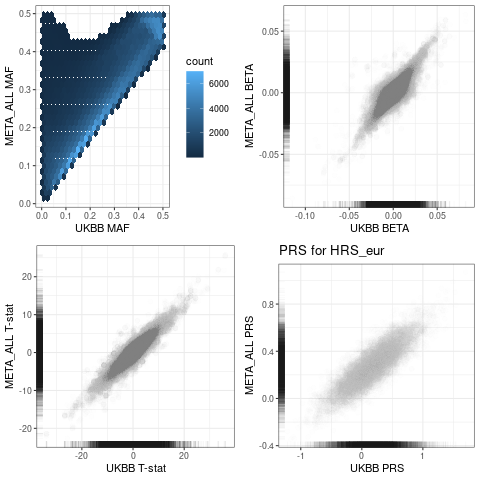 0.5
0.4
0.3
0.2
0.1
0.0
META_ALL MAF
0.0 0.1 0.2 0.3 0.4 0.5
UKBB MAF
count
6000
4000
2000
0.05
0.00
-0.05
META_ALL BETA
-0.10 -0.05 0.00 0.05
UKBB BETA
20
10
0
-10
-20
META_ALL T-stat
-20 0 20
UKBB T-stat
PRS for HRS_eur
0.8
0.4
0.0
-0.4
META_ALL PRS
-1 0 1
UKBB PRS